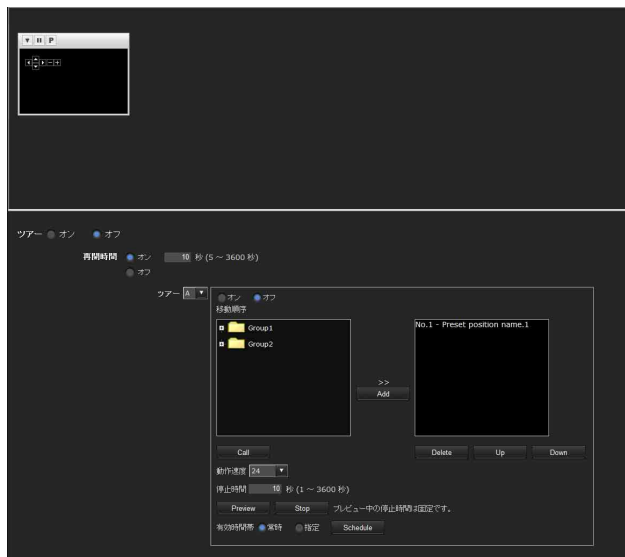 P
ツアー オン オフ
再開時間 オン 10 秒 (5 ~ 3600 秒)
オフ
ツアー A
オン オフ
移動順序
Group1
Group2
No.1 - Preset position name.1
>>
Add
Call Delete Up Down
動作速度 24
停止時間 10 秒 (1 ~ 3600 秒)
Preview Stop プレビュー中の停止時間は固定です。
有効時間帯 常時 指定 Schedule